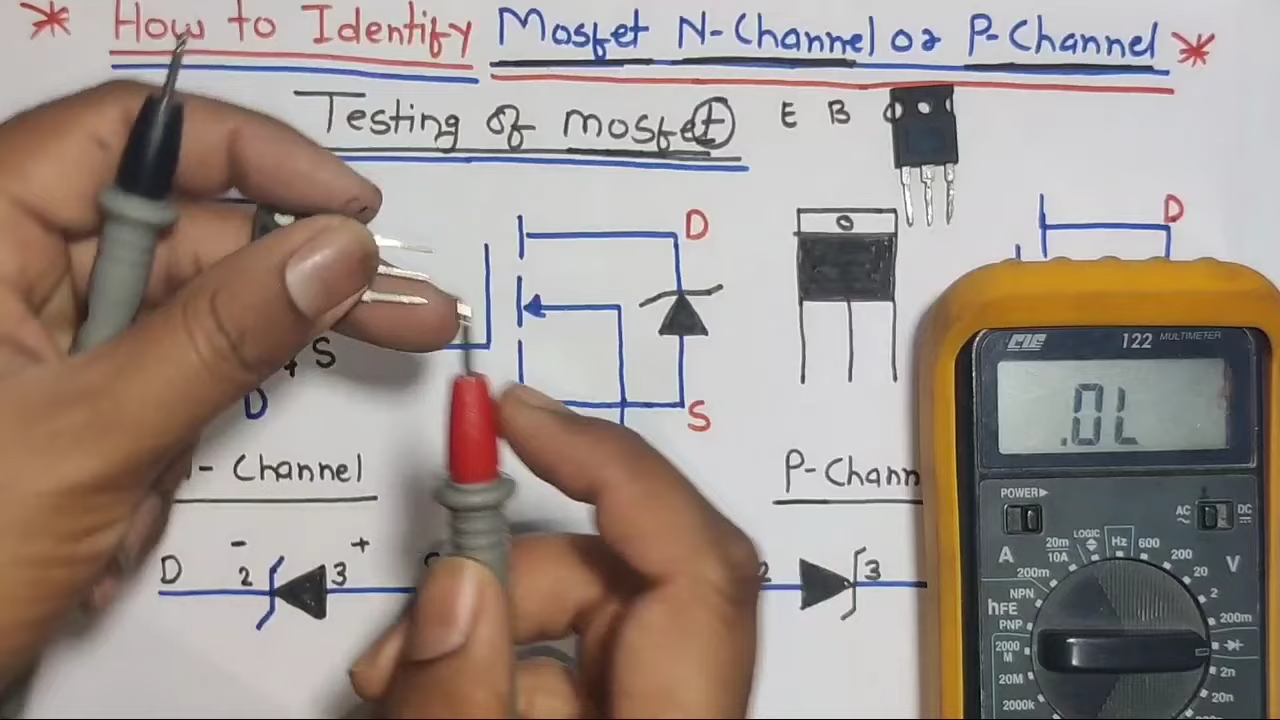 * How to Identify Mosfet N-Channel or P-Channel *
Testing of mosfet
E B
D
D
S
S
D
CIE 122 MULTIMETER
.0L
POWER
AC
DC
A
20m
10A
LOGIC
Hz
600
200
V
20
2
200m
200m
NPN
hFE
PNP
2000
M
20M
2000k
2n
20n
- Channel
P-Chann
D 2 - 3 +
2 3